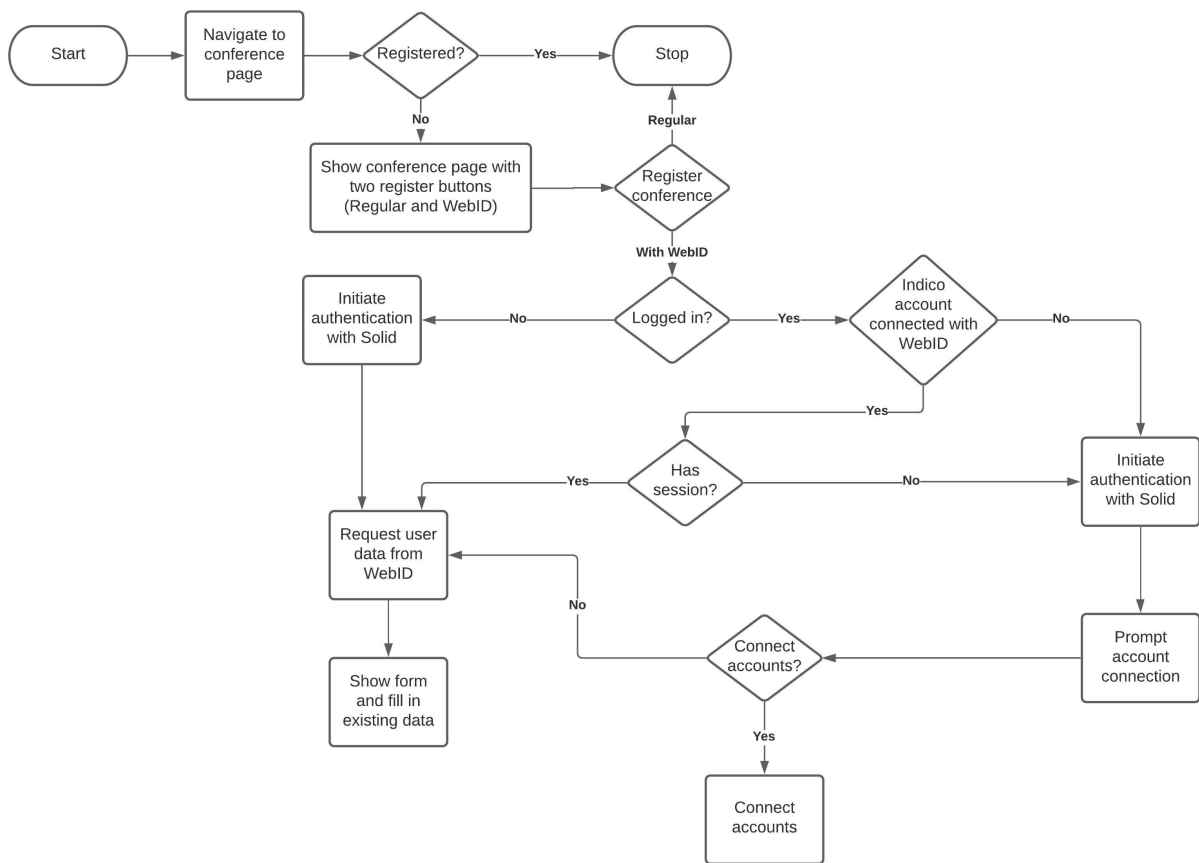 Start
Navigate to
conference
page
Registered?
Yes
Stop
No
Regular
Show conference page with
two register buttons
(Regular and WebID)
Register
conference
With WebID
Initiate
authentication
with Solid
No
Logged in?
Yes
Indico
account
connected with
WebID
No
Yes
Has
session?
Yes
No
Initiate
authentication
with Solid
Request user
data from
WebID
No
Connect
accounts?
Prompt
account
connection
Show form
and fill in
existing data
Yes
Connect
accounts